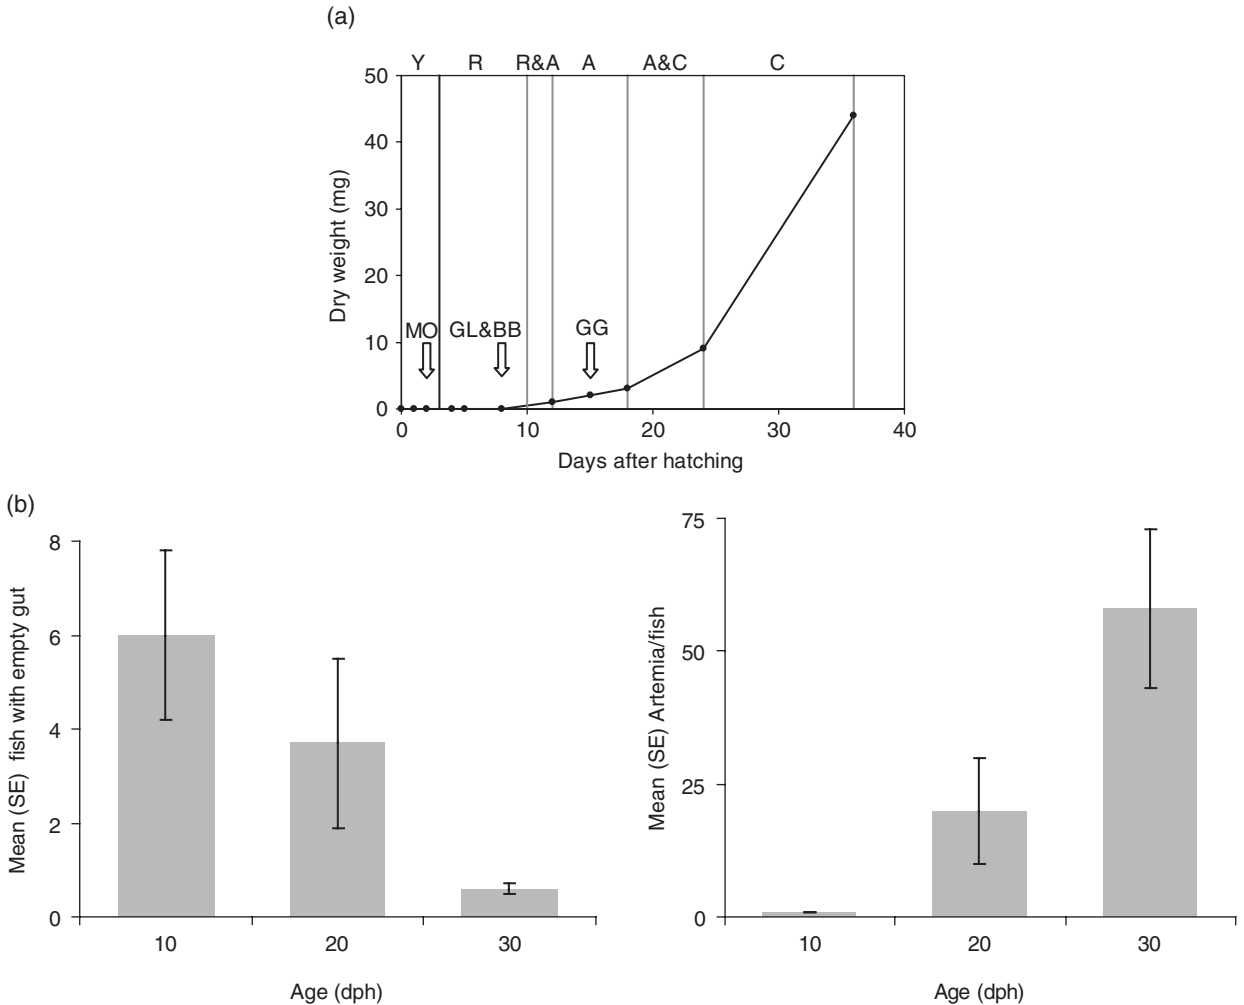 (a)
Y R R&A A A&C C
50
40
30
20
10
0
Dry weight (mg)
MO GL&BB GG
0 10 20 30 40
Days after hatching
(b)
8
6
4
2
0
Mean (SE) fish with empty gut
10 20 30
Age (dph)
75
50
25
0
Mean (SE) Artemia/fish
10 20 30
Age (dph)